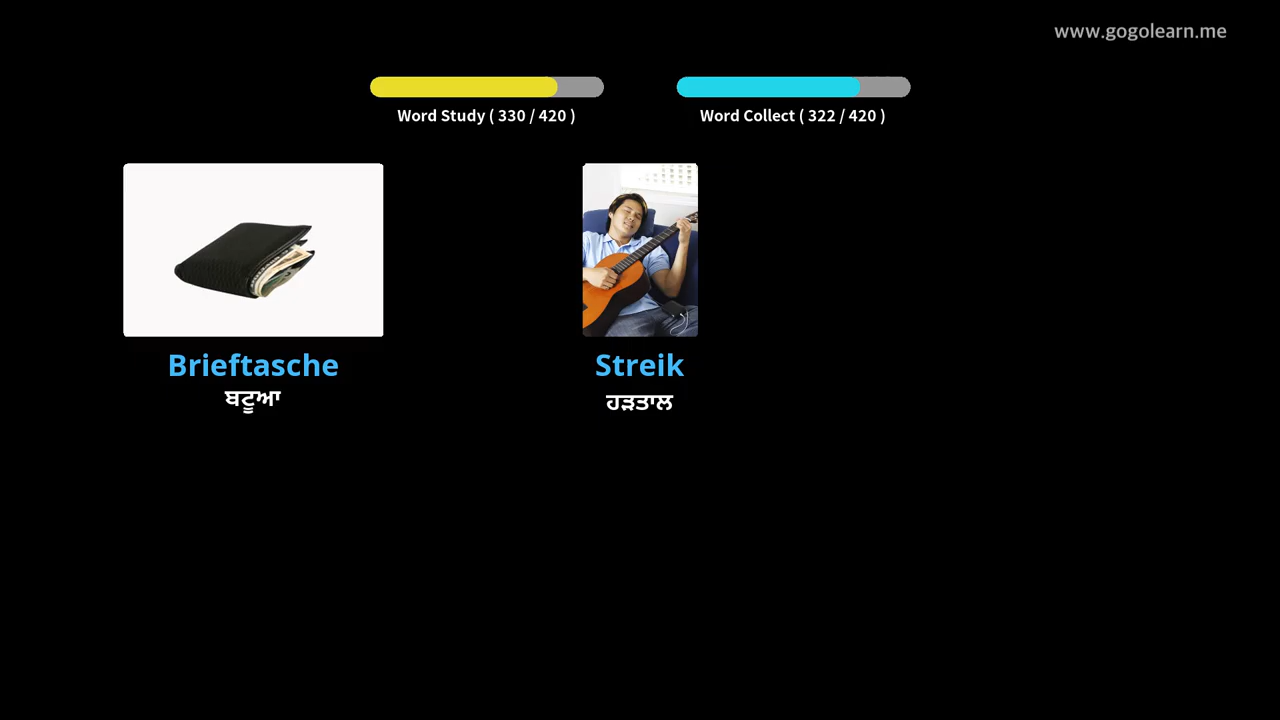 www.gogolearn.me
Word Study ( 330 / 420 )
Word Collect ( 322 / 420 )
Brieftasche
ਬਟੂਆ
Streik
ਹੜਤਾਲ